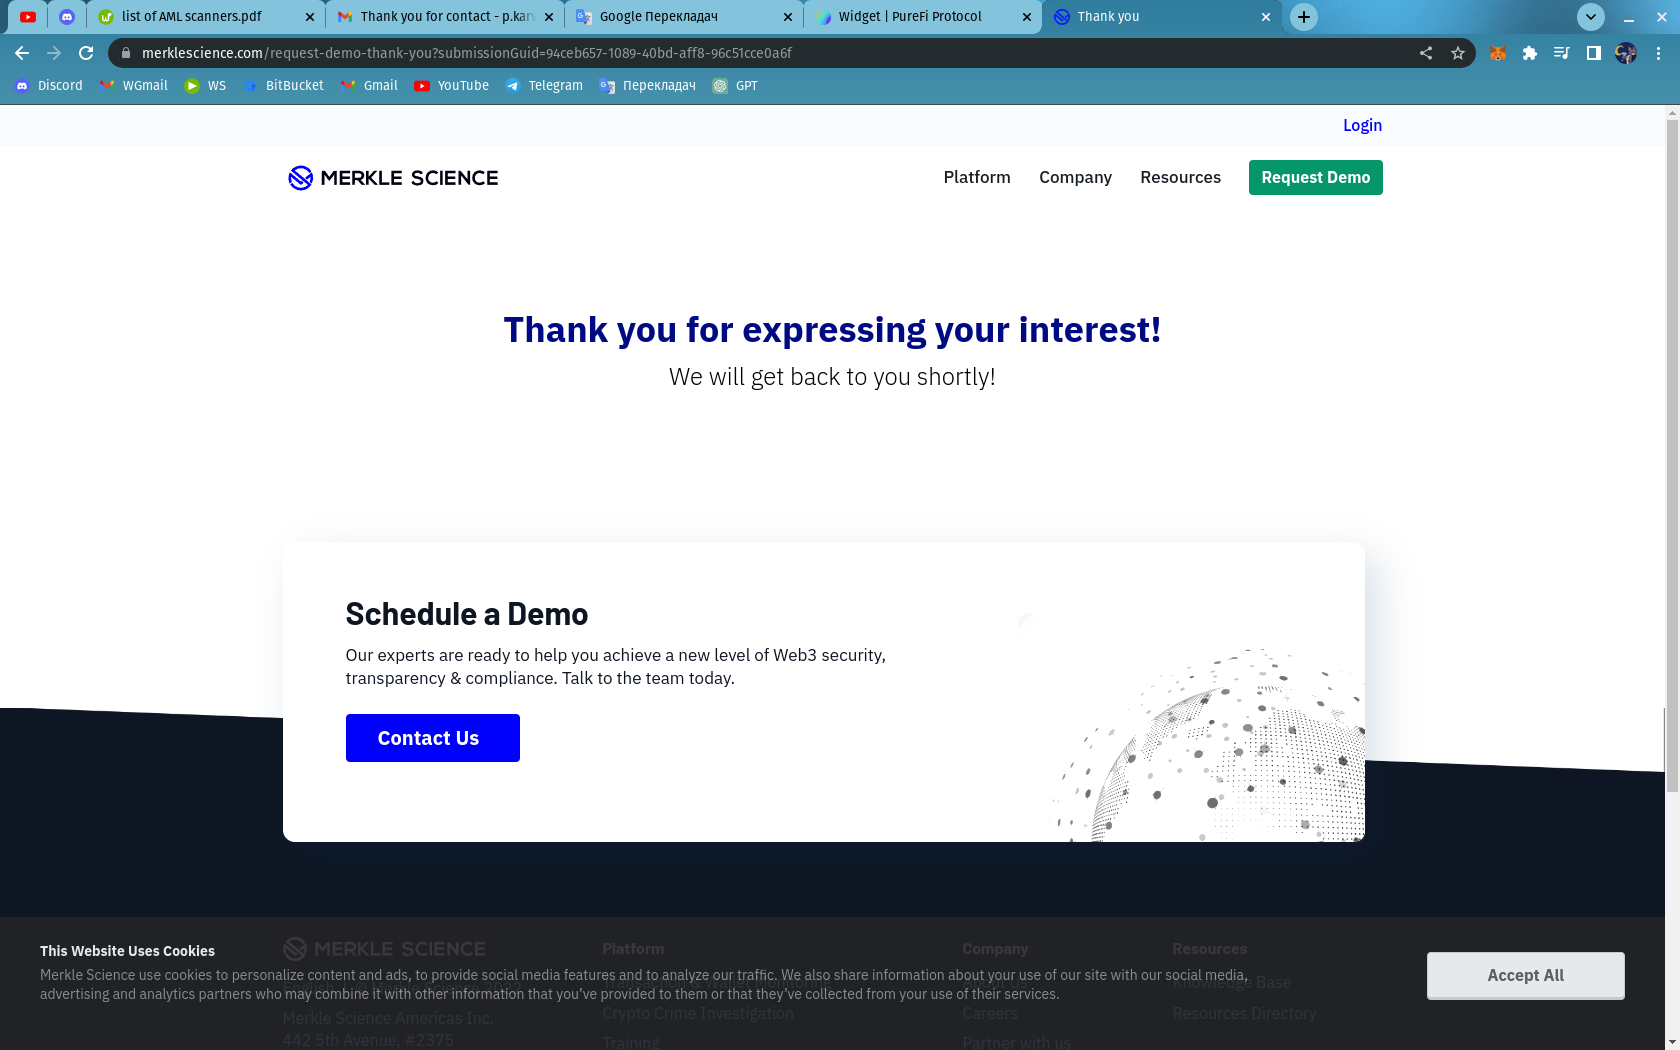 list of AML scanners.pdf
Thank you for contact - p.karv
Google Перекладач
Widget | PureFi Protocol
Thank you
merklescience.com/request-demo-thank-you?submissionGuid=94ceb657-1089-40bd-aff8-96c51cce0a6f
Discord
WGmail
WS
BitBucket
Gmail
YouTube
Telegram
Перекладач
GPT
Login
MERKLE SCIENCE
Platform
Company
Resources
Request Demo
Thank you for expressing your interest!
We will get back to you shortly!
Schedule a Demo
Our experts are ready to help you achieve a new level of Web3 security,
transparency & compliance. Talk to the team today.
Contact Us
This Website Uses Cookies
Merkle Science use cookies to personalize content and ads, to provide social media features and to analyze our traffic. We also share information about your use of our site with our social media,
advertising and analytics partners who may combine it with other information that you've provided to them or that they've collected from your use of their services.
Accept All
MERKLE SCIENCE
Merkle Science Americas Inc.
442 5th Avenue, #2375
Platform
Transaction & Wallet Monitoring
Crypto Crime Investigation
Training
Company
About Us
Careers
Partner with us
Resources
Knowledge Base
Resources Directory